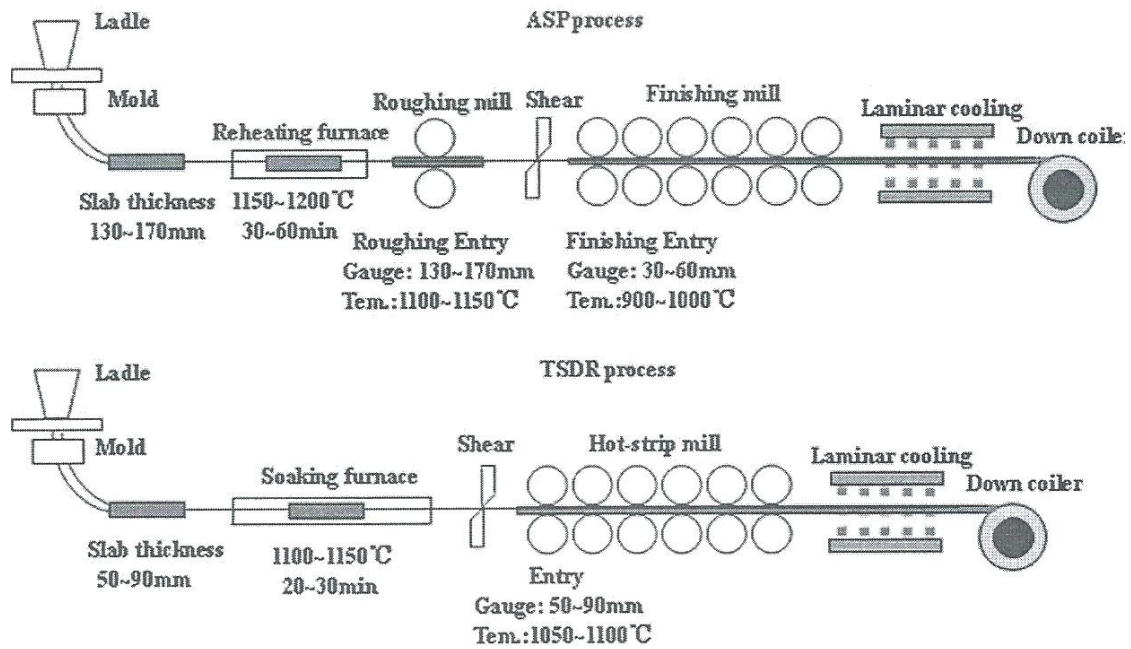 Ladle
ASP process
Mold
Roughing mill
Shear
Finishing mill
Laminar cooling
Down coiler
Reheating furnace
Slab thickness
130~170mm
1150~1200℃
30~60min
Roughing Entry
Gauge: 130~170mm
Tem.:1100~1150℃
Finishing Entry
Gauge: 30~60mm
Tem.:900~1000℃
Ladle
TSDR process
Mold
Shear
Hot-strip mill
Laminar cooling
Down coiler
Soaking furnace
Slab thickness
50~90mm
1100~1150℃
20~30min
Entry
Gauge: 50~90mm
Tem.:1050~1100℃